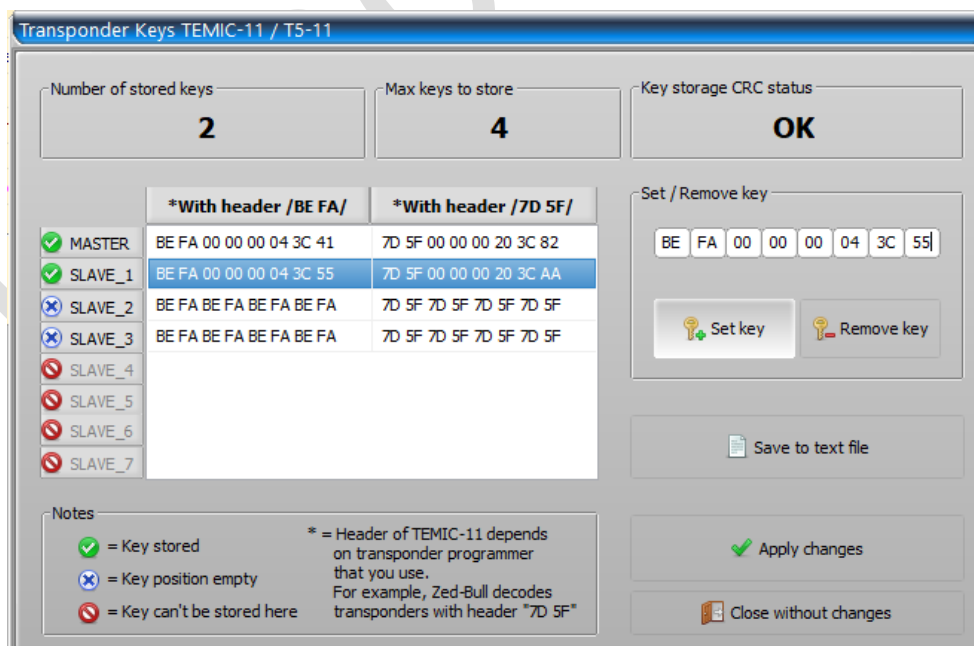 Transponder Keys TEMIC-11 / T5-11
Number of stored keys
2
Max keys to store
4
Key storage CRC status
OK
*With header /BE FA/ *With header /7D 5F/
MASTER BE FA 00 00 00 04 3C 41 7D 5F 00 00 00 20 3C 82
SLAVE_1 BE FA 00 00 00 04 3C 55 7D 5F 00 00 00 20 3C AA
SLAVE_2 BE FA BE FA BE FA BE FA 7D 5F 7D 5F 7D 5F 7D 5F
SLAVE_3 BE FA BE FA BE FA BE FA 7D 5F 7D 5F 7D 5F 7D 5F
SLAVE_4
SLAVE_5
SLAVE_6
SLAVE_7
Set / Remove key
BE FA 00 00 00 04 3C 55
Set key Remove key
Save to text file
Apply changes
Close without changes
Notes
= Key stored
= Key position empty
= Key can't be stored here
* = Header of TEMIC-11 depends
on transponder programmer
that you use.
For example, Zed-Bull decodes
transponders with header "7D 5F"